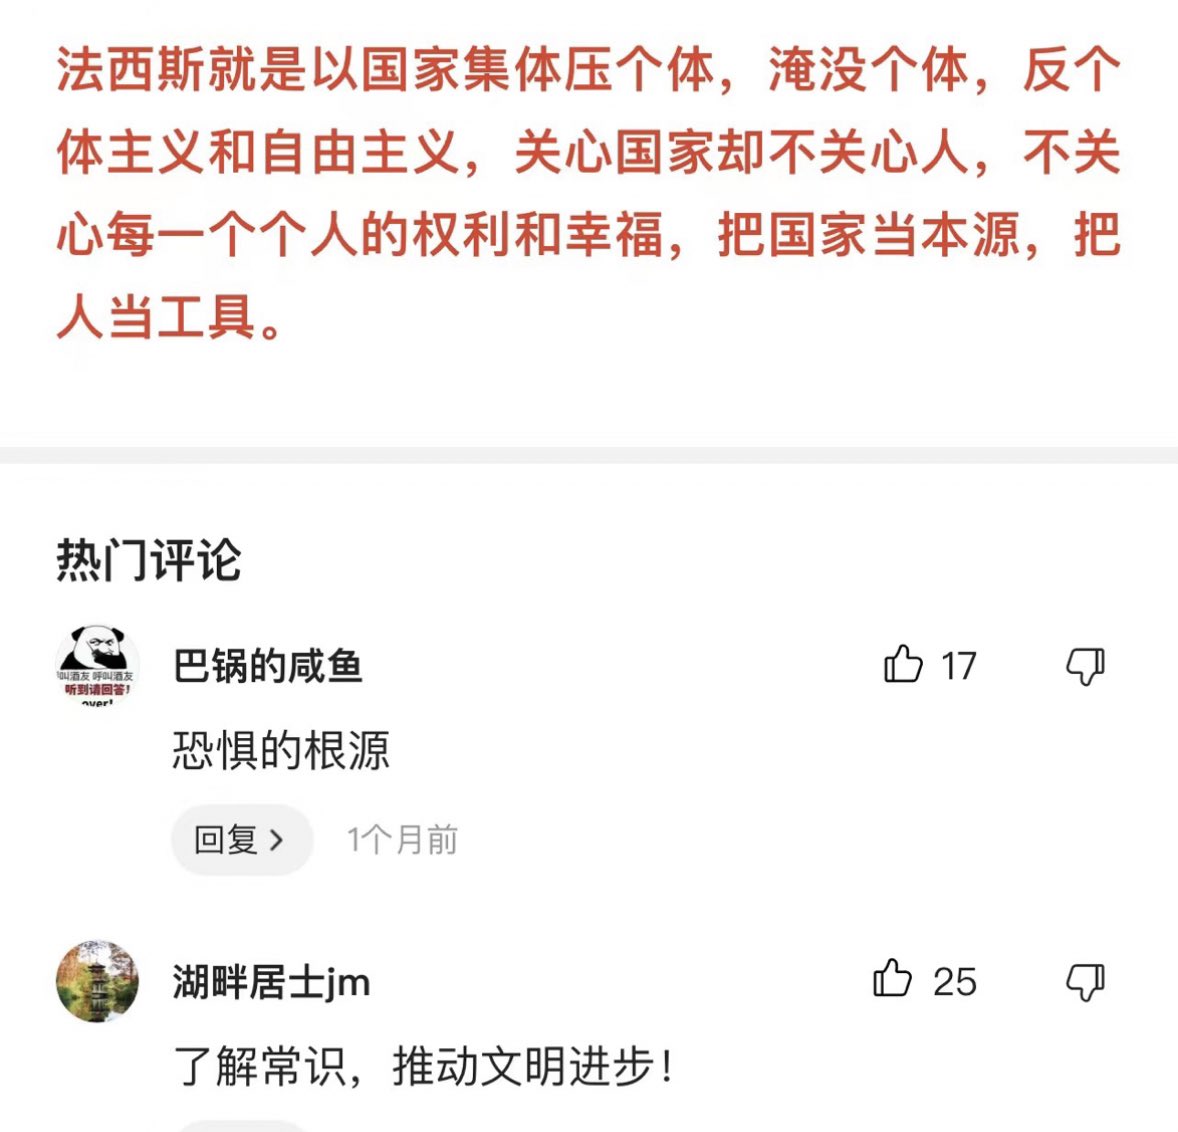 法西斯就是以国家集体压个体，淹没个体，反个
体主义和自由主义，关心国家却不关心人，不关
心每一个个人的权利和幸福，把国家当本源，把
人当工具。
热门评论
巴锅的咸鱼
17
呼叫酒友 呼叫酒友
听到请回答!
over!
恐惧的根源
回复 >
1个月前
湖畔居士jm
25
了解常识，推动文明进步！